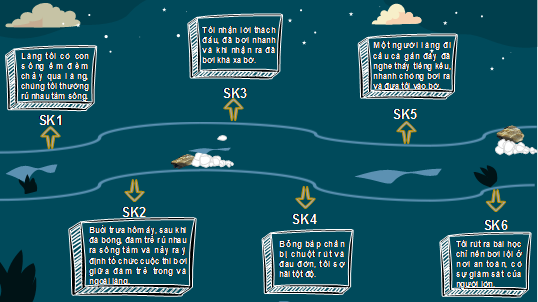 Làng tôi có con
sông êm đềm
chảy qua làng,
chúng tôi thường
rủ nhau tắm sông.
SK1
Buổi trưa hôm ấy, sau khi
đá bóng, đám trẻ rủ nhau
ra sông tắm và nảy ra ý
định tổ chức cuộc thi bơi
giữa đám trẻ trong và
ngoài làng.
SK2
Tôi nhận lời thách
đấu, đã bơi nhanh
và khi nhận ra đã
bơi khá xa bờ.
SK3
Bỗng bắp chân
bị chuột rút và
đau đớn, tôi sợ
hãi tột độ.
SK4
Một người làng đi
câu cá gần đấy đã
nghe thấy tiếng kêu,
nhanh chóng bơi ra
và đưa tôi vào bờ.
SK5
Tôi rút ra bài học
chỉ nên bơi lội ở
nơi an toàn, có
sự giám sát của
người lớn.
SK6